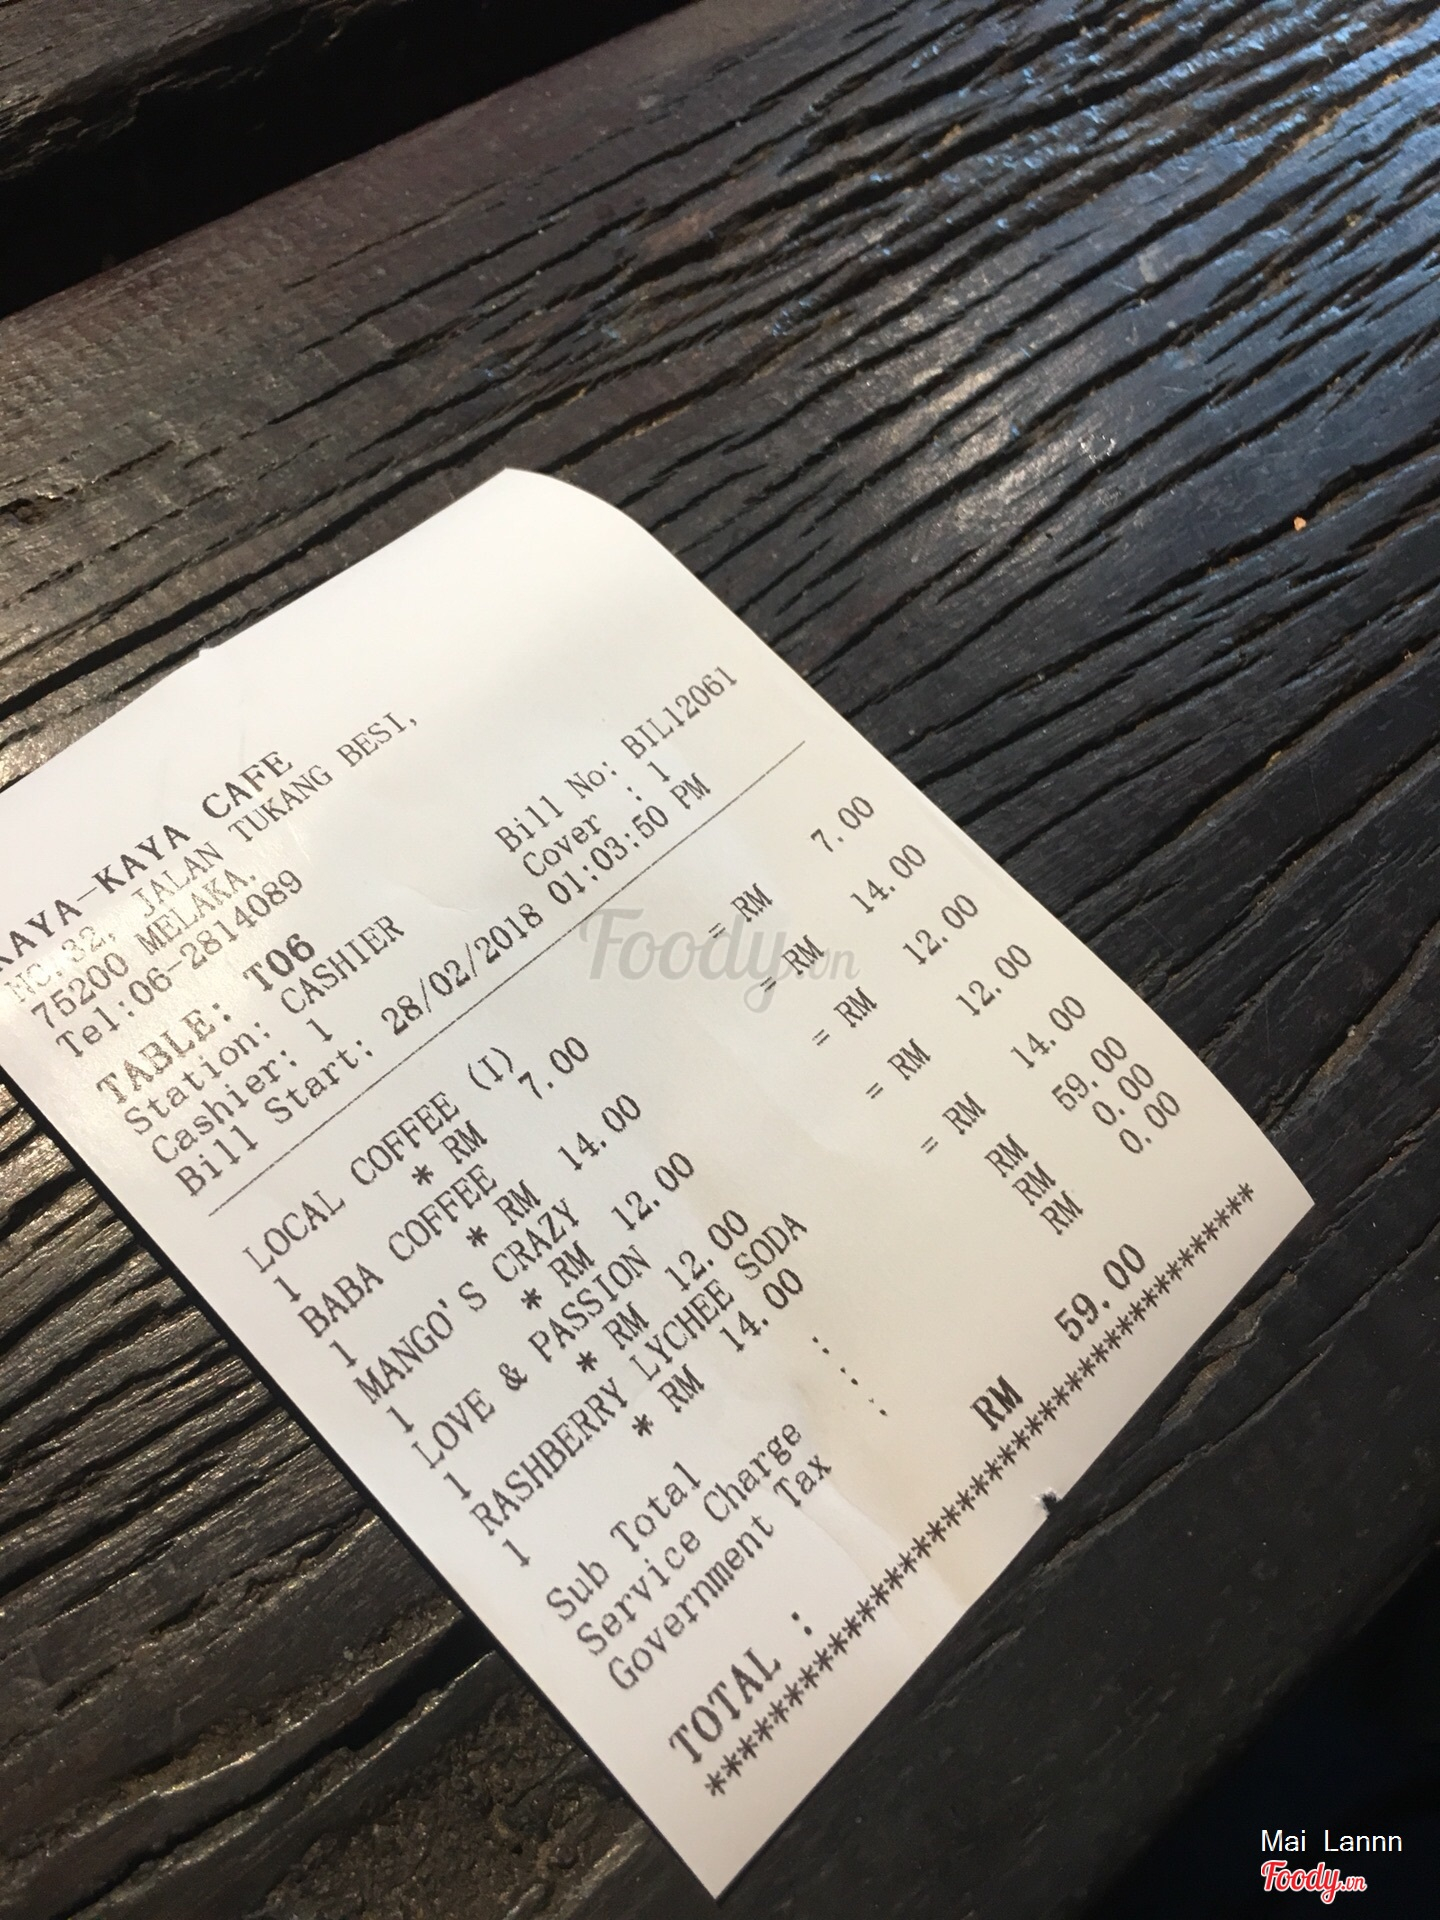 KAYA-KAYA CAFE
NO.32, JALAN TUKANG BESI,
75200 MELAKA,
Tel:06-2814089
TABLE: T06
Station: CASHIER Bill No: BIL12061
Cashier: 1 Cover : 1
Bill Start: 28/02/2018 01:03:50 PM
LOCAL COFFEE (I)
1 * RM 7.00 = RM 7.00
BABA COFFEE
1 * RM 14.00 = RM 14.00
MANGO'S CRAZY
1 * RM 12.00 = RM 12.00
LOVE & PASSION
1 * RM 12.00 = RM 12.00
RASHBERRY LYCHEE SODA
1 * RM 14.00 = RM 14.00
Sub Total : RM 59.00
Service Charge : RM 0.00
Government Tax : RM 0.00
TOTAL : RM 59.00
************************************
Foody.vn
Mai Lannn
Foody.vn